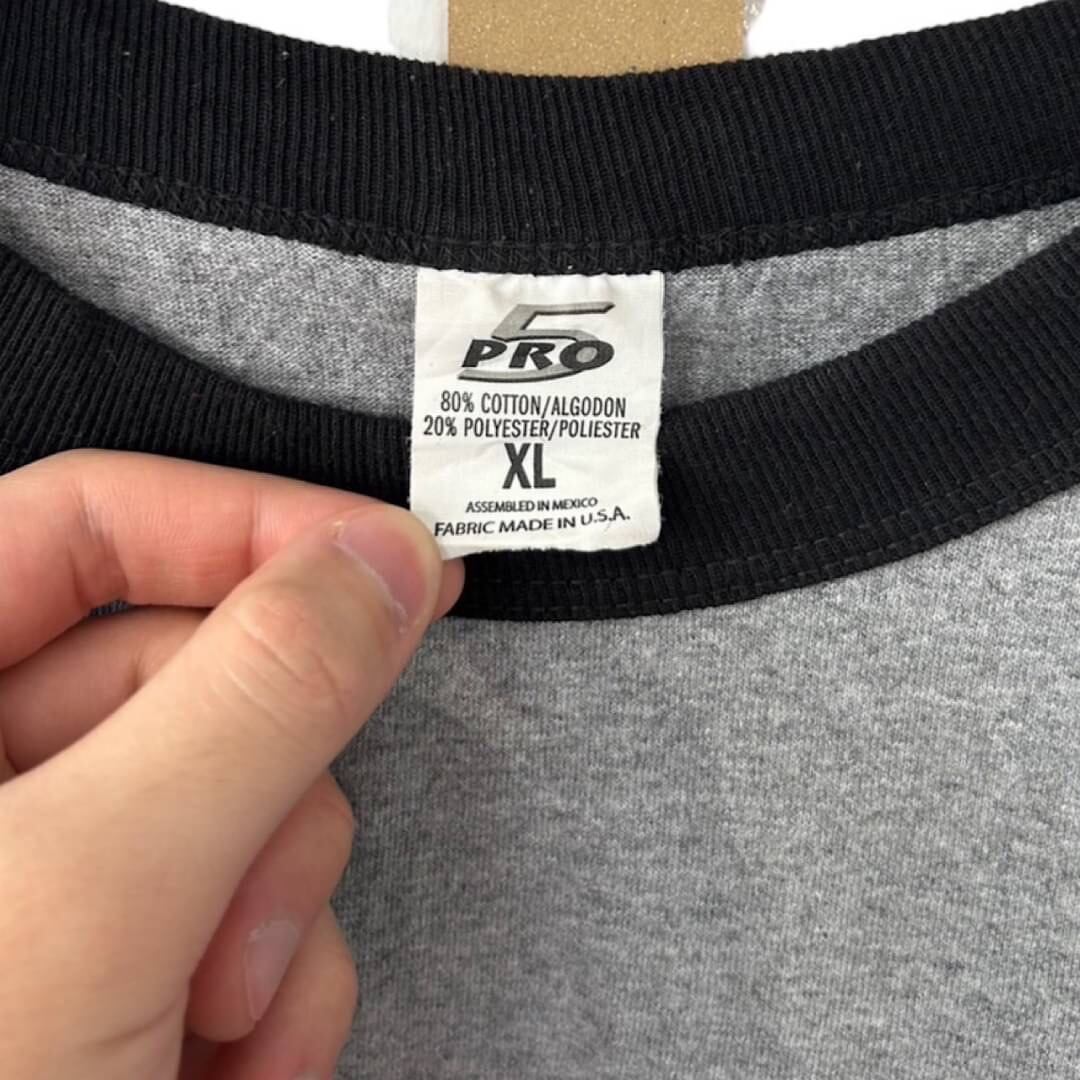 PRO 5
80% COTTON/ALGODON
20% POLYESTER/POLIESTER
XL
ASSEMBLED IN MEXICO
FABRIC MADE IN U.S.A.